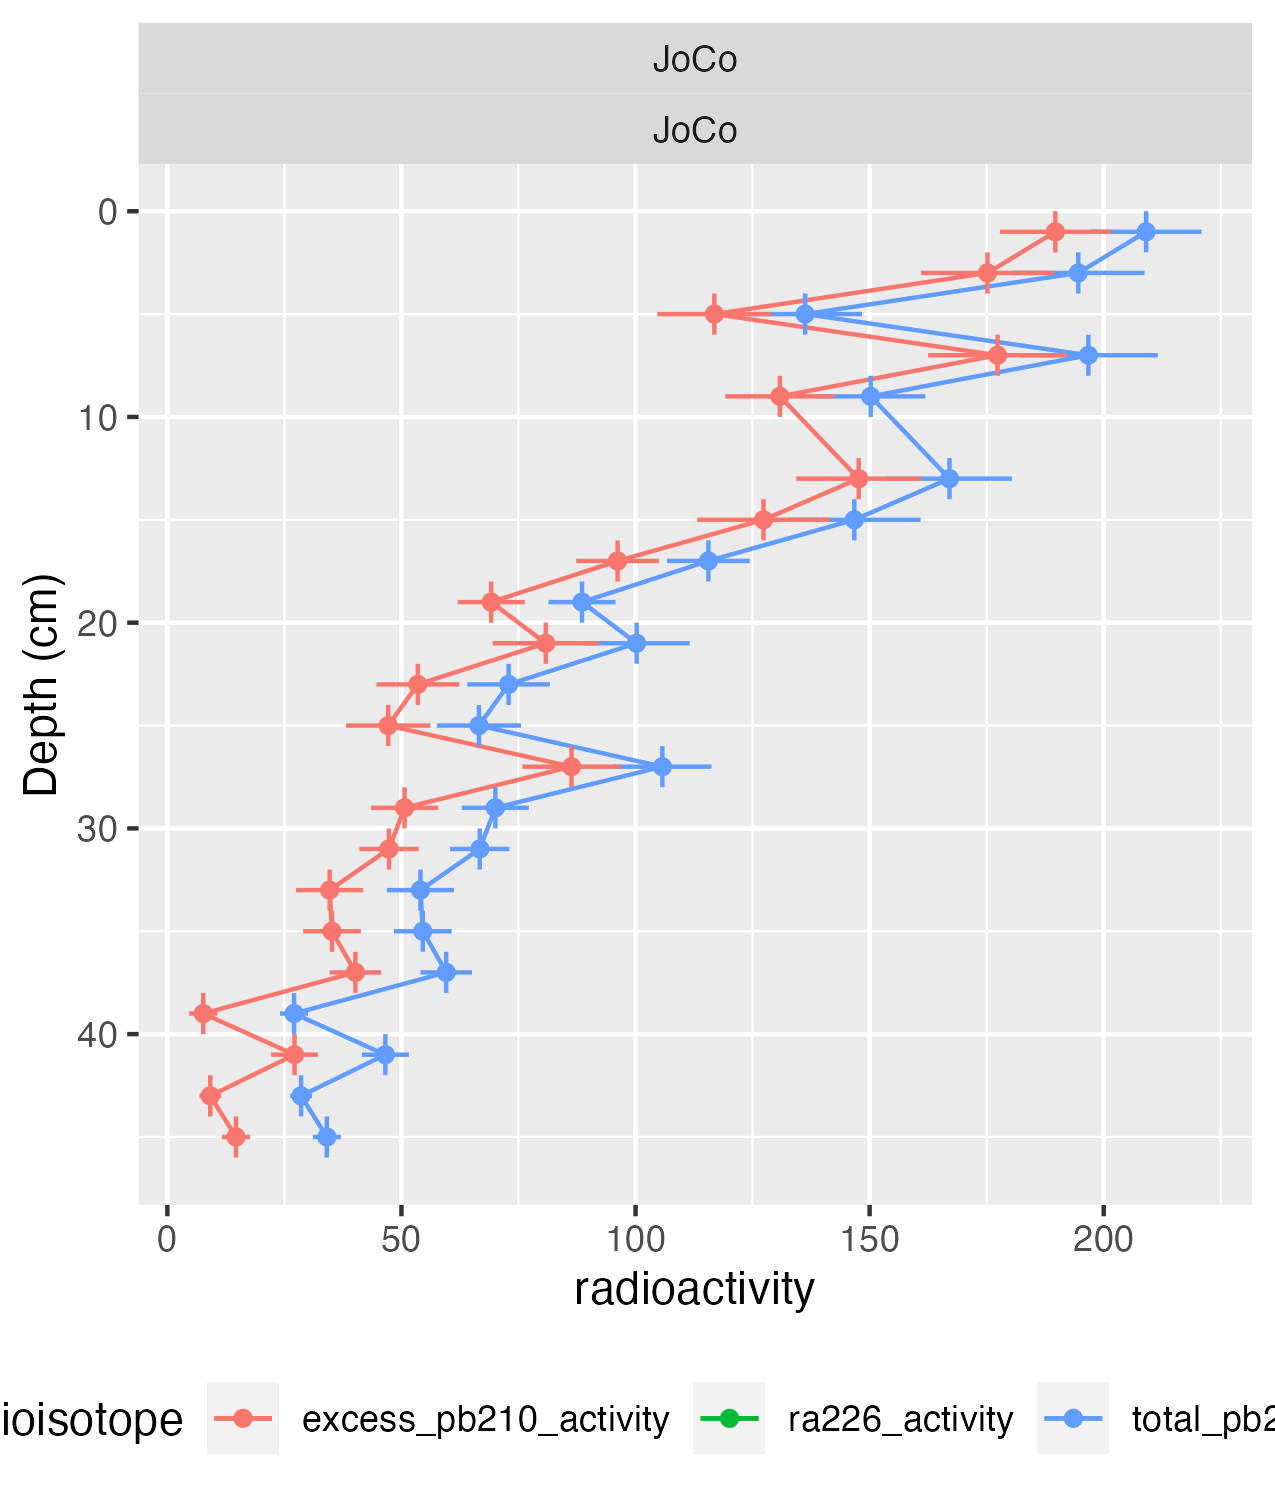 JoCo
JoCo
0
10
20
30
40
Depth (cm)
0 50 100 150 200
radioactivity
ioisotope excess_pb210_activity ra226_activity total_pb2